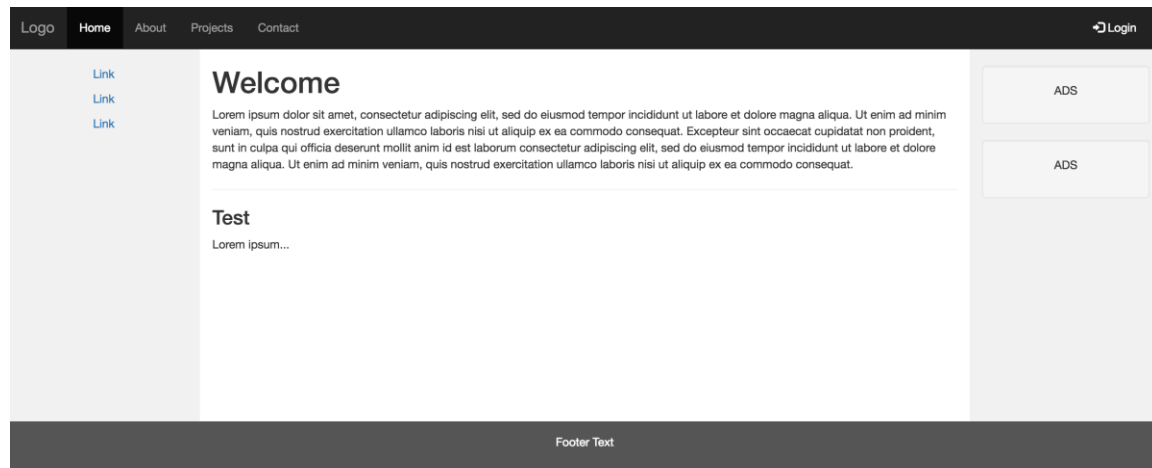 Logo Home About Projects Contact Login
Link
Link
Link
Welcome
Lorem ipsum dolor sit amet, consectetur adipiscing elit, sed do eiusmod tempor incididunt ut labore et dolore magna aliqua. Ut enim ad minim
veniam, quis nostrud exercitation ullamco laboris nisi ut aliquip ex ea commodo consequat. Excepteur sint occaecat cupidatat non proident,
sunt in culpa qui officia deserunt mollit anim id est laborum consectetur adipiscing elit, sed do eiusmod tempor incididunt ut labore et dolore
magna aliqua. Ut enim ad minim veniam, quis nostrud exercitation ullamco laboris nisi ut aliquip ex ea commodo consequat.
Test
Lorem ipsum...
ADS
ADS
Footer Text